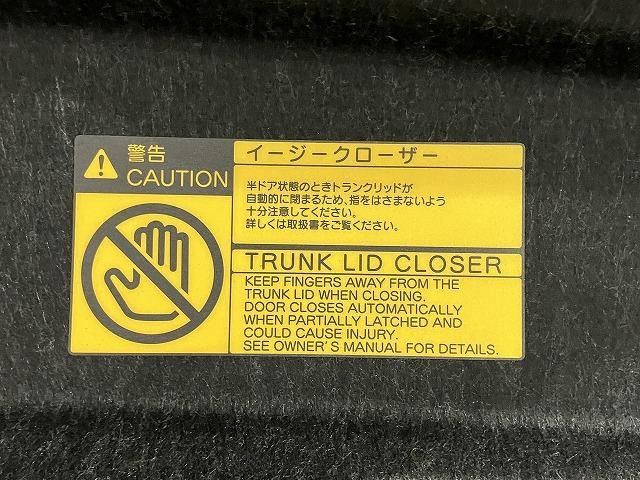 警告
CAUTION
イージークローザー
半ドア状態のときトランクリッドが
自動的に閉まるため、指をはさまないよう
十分注意してください。
詳しくは取扱書をご覧ください。
TRUNK LID CLOSER
KEEP FINGERS AWAY FROM THE
TRUNK LID WHEN CLOSING.
DOOR CLOSES AUTOMATICALLY
WHEN PARTIALLY LATCHED AND
COULD CAUSE INJURY.
SEE OWNER'S MANUAL FOR DETAILS.